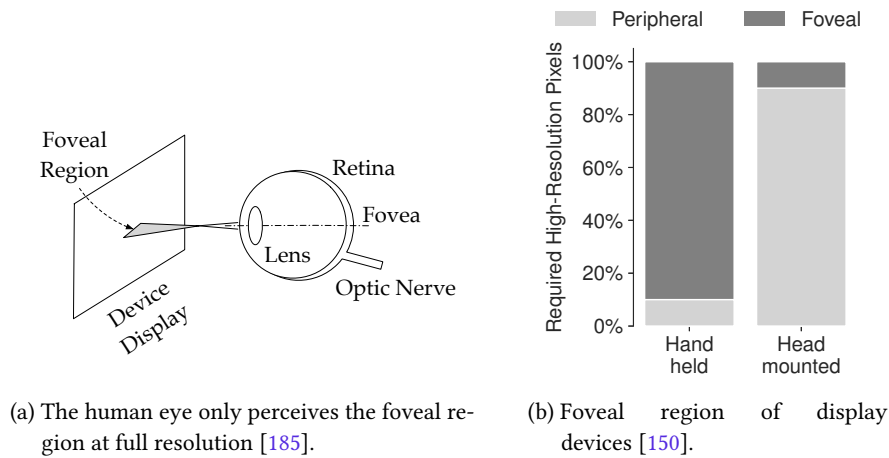 Foveal
Region
Retina
Fovea
Lens
Optic Nerve
Device
Display
Peripheral Foveal
Required High-Resolution Pixels
100%
80%
60%
40%
20%
0%
Hand
held
Head
mounted
(a) The human eye only perceives the foveal re-
gion at full resolution [185].
(b) Foveal region of display
devices [150].